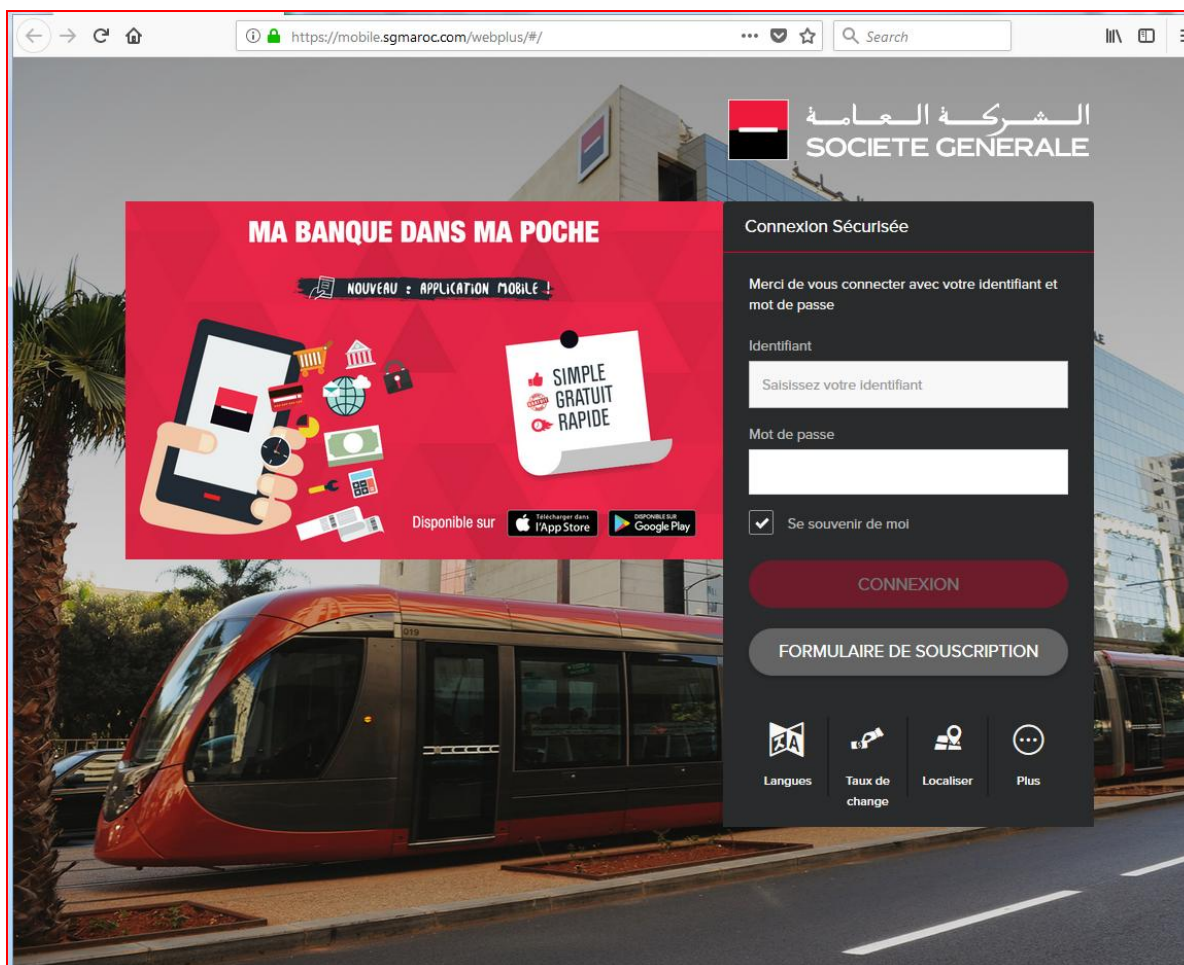 https://mobile.sgmaroc.com/webplus/#/
Search
الشركة العامة
SOCIETE GENERALE
MA BANQUE DANS MA POCHE
NOUVEAU : APPLICATION MOBILE !
SIMPLE
GRATUIT
RAPIDE
Disponible sur
Télécharger dans
l'App Store
DISPONIBLE SUR
Google Play
Connexion Sécurisée
Merci de vous connecter avec votre identifiant et
mot de passe
Identifiant
Saisissez votre identifiant
Mot de passe
Se souvenir de moi
CONNEXION
FORMULAIRE DE SOUSCRIPTION
Langues
Taux de
change
Localiser
Plus
019